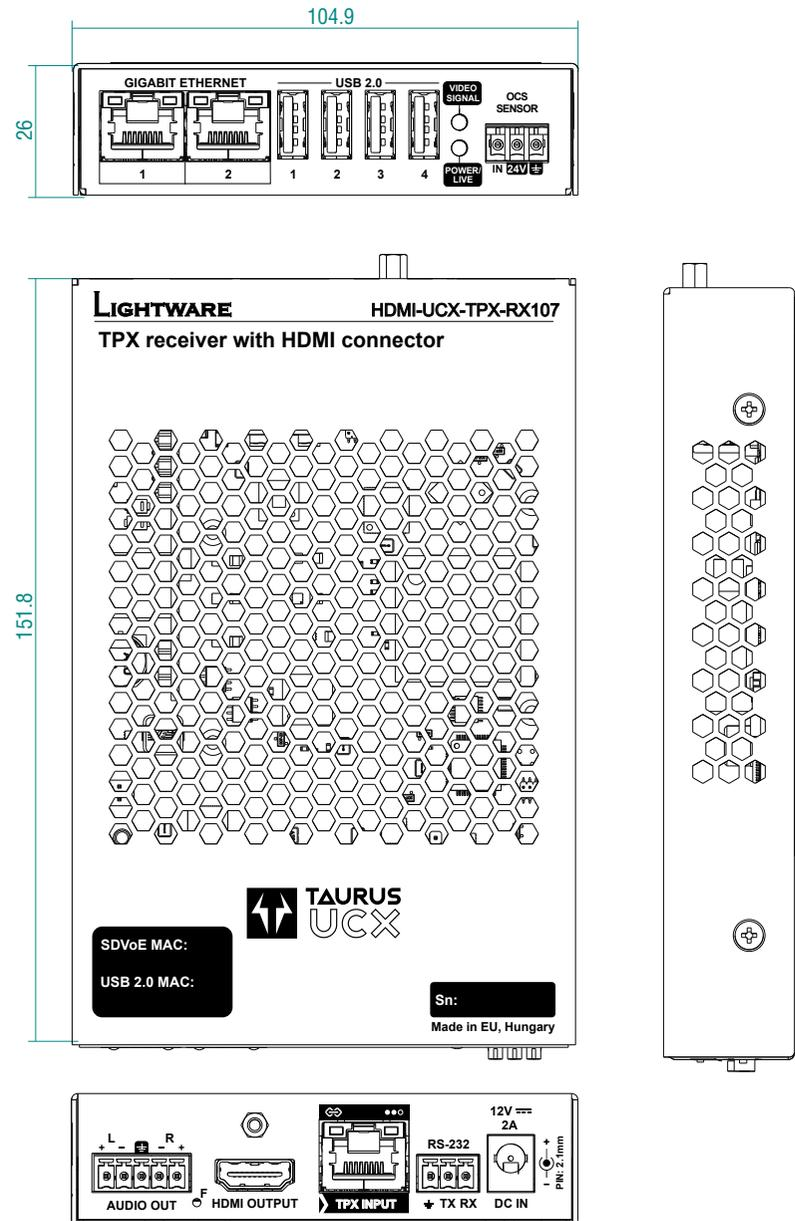 104.9
26
GIGABIT ETHERNET
USB 2.0
VIDEO
SIGNAL
OCS
SENSOR
1 2 1 2 3 4
POWER/
LIVE
IN 24V
LIGHTWARE
HDMI-UCX-TPX-RX107
TPX receiver with HDMI connector
151.8
TAURUS
UCX
SDVoE MAC:
USB 2.0 MAC:
Sn:
Made in EU, Hungary
12V
2A
L R
+ - - +
RS-232
+
-
PIN: 2.1mm
AUDIO OUT
F
HDMI OUTPUT
TPX INPUT
TX RX
DC IN